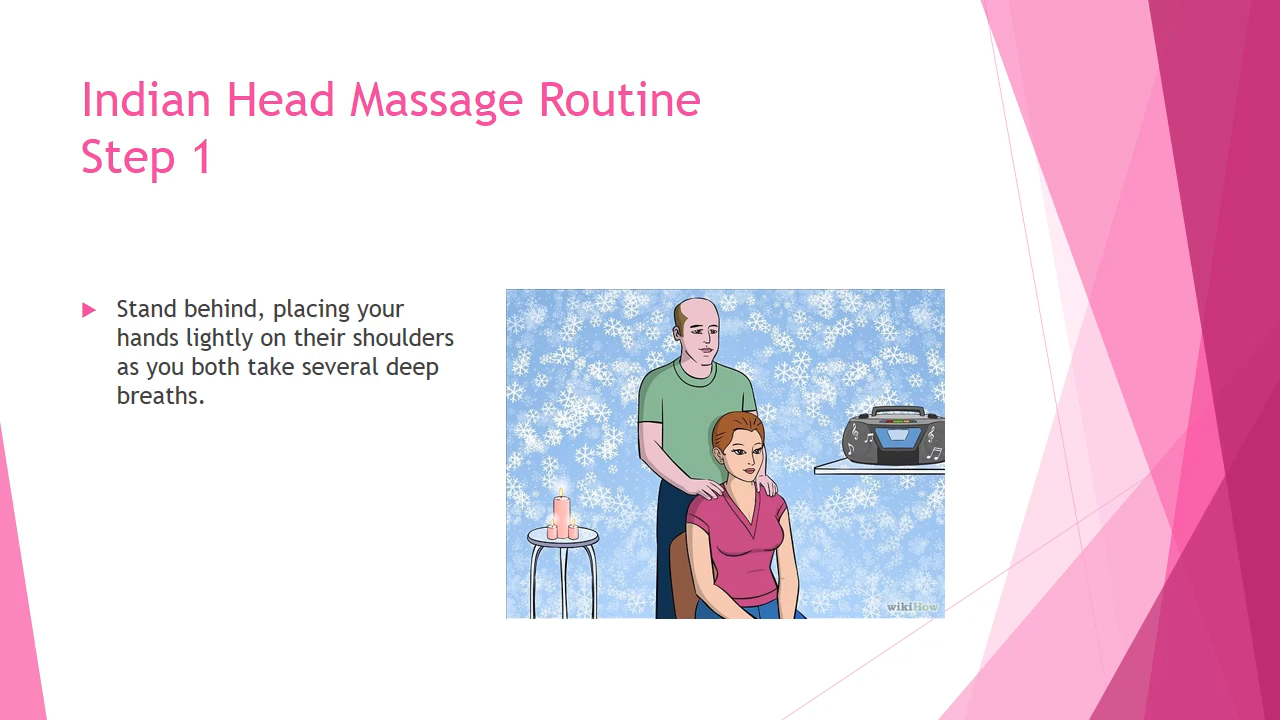 Indian Head Massage Routine
Step 1
Stand behind, placing your
hands lightly on their shoulders
as you both take several deep
breaths.
wikiHow